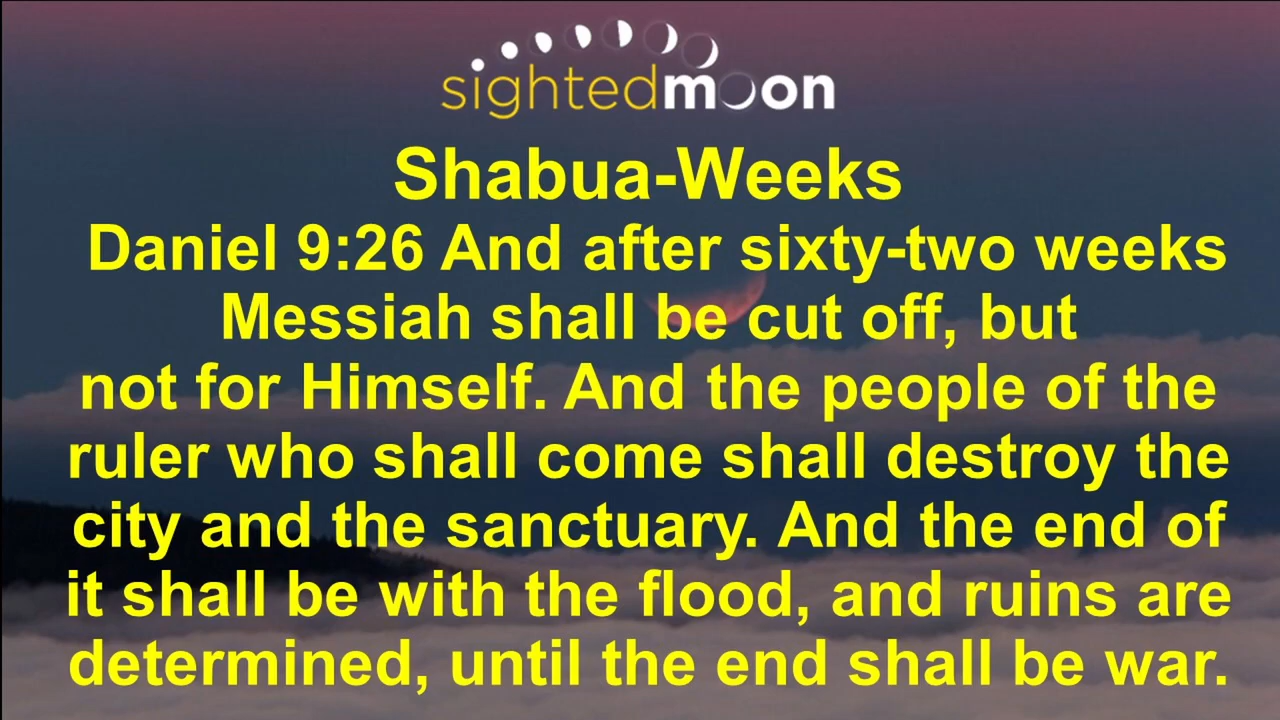 sightedmoon
Shabua-Weeks
Daniel 9:26 And after sixty-two weeks
Messiah shall be cut off, but
not for Himself. And the people of the
ruler who shall come shall destroy the
city and the sanctuary. And the end of
it shall be with the flood, and ruins are
determined, until the end shall be war.